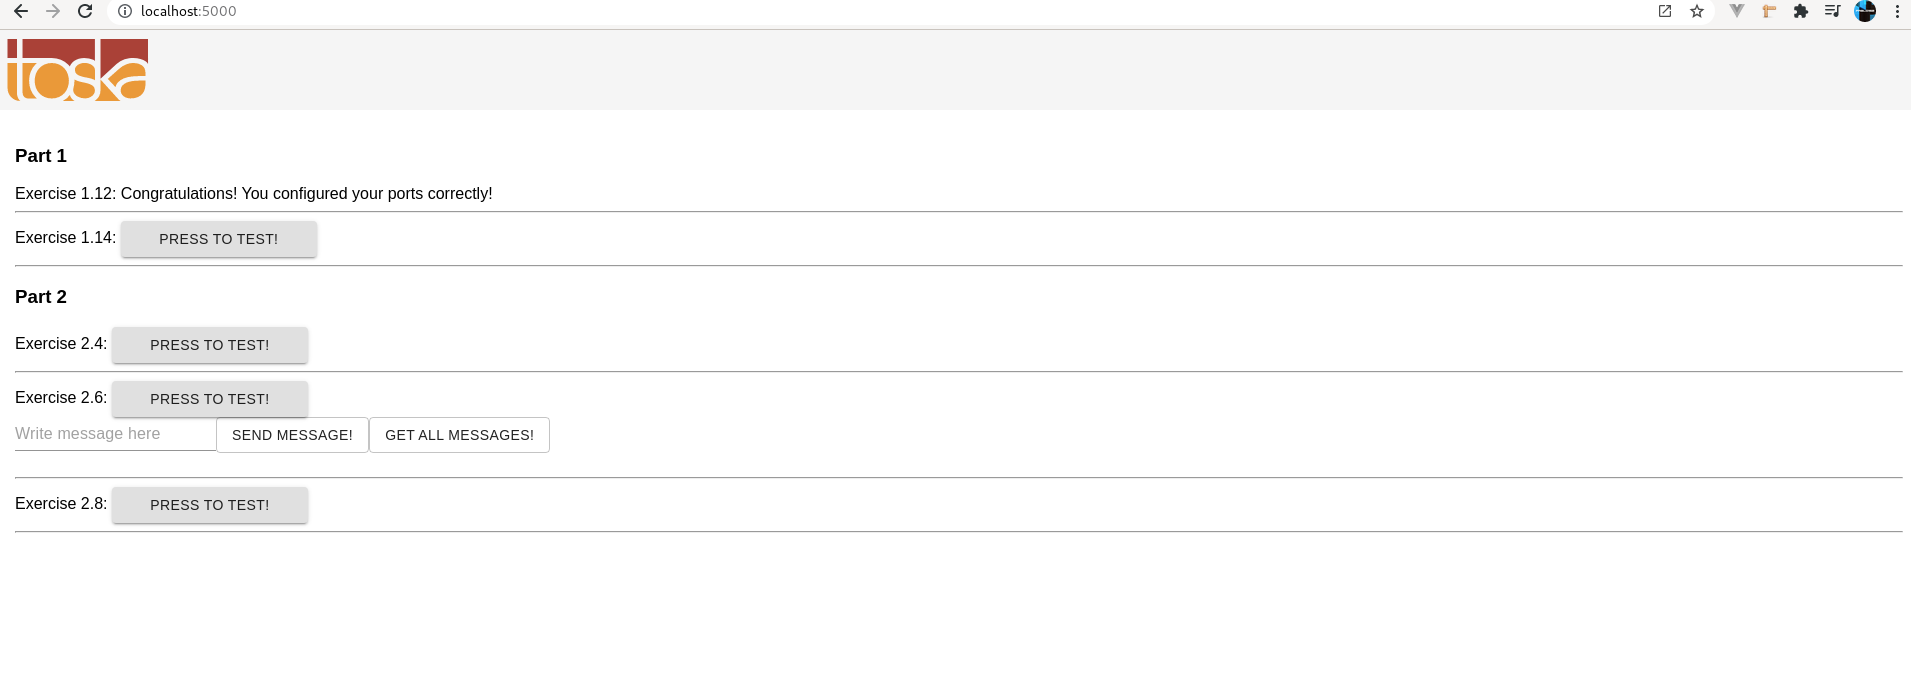 localhost:5000
toska
Part 1
Exercise 1.12: Congratulations! You configured your ports correctly!
Exercise 1.14: PRESS TO TEST!
Part 2
Exercise 2.4: PRESS TO TEST!
Exercise 2.6: PRESS TO TEST!
Write message here SEND MESSAGE! GET ALL MESSAGES!
Exercise 2.8: PRESS TO TEST!